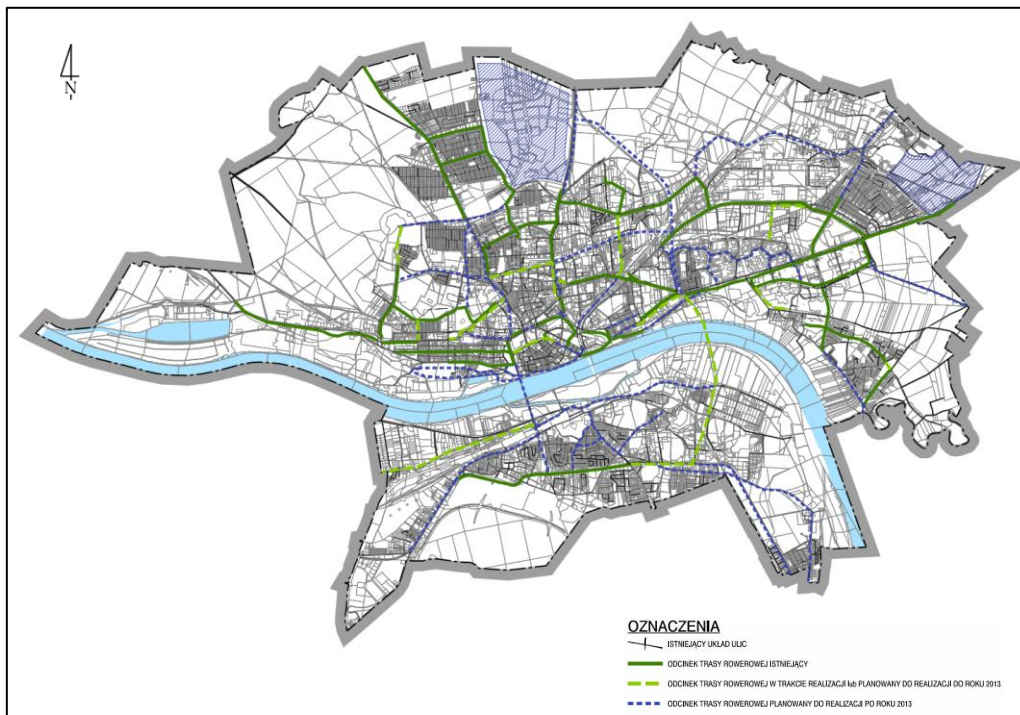 N
OZNACZENIA
ISTNIEJĄCY UKŁAD ULIC
ODCINEK TRASY ROWEROWEJ ISTNIEJĄCY
ODCINEK TRASY ROWEROWEJ W TRAKCIE REALIZACJI lub PLANOWANY DO REALIZACJI DO ROKU 2013
ODCINEK TRASY ROWEROWEJ PLANOWANY DO REALIZACJI PO ROKU 2013